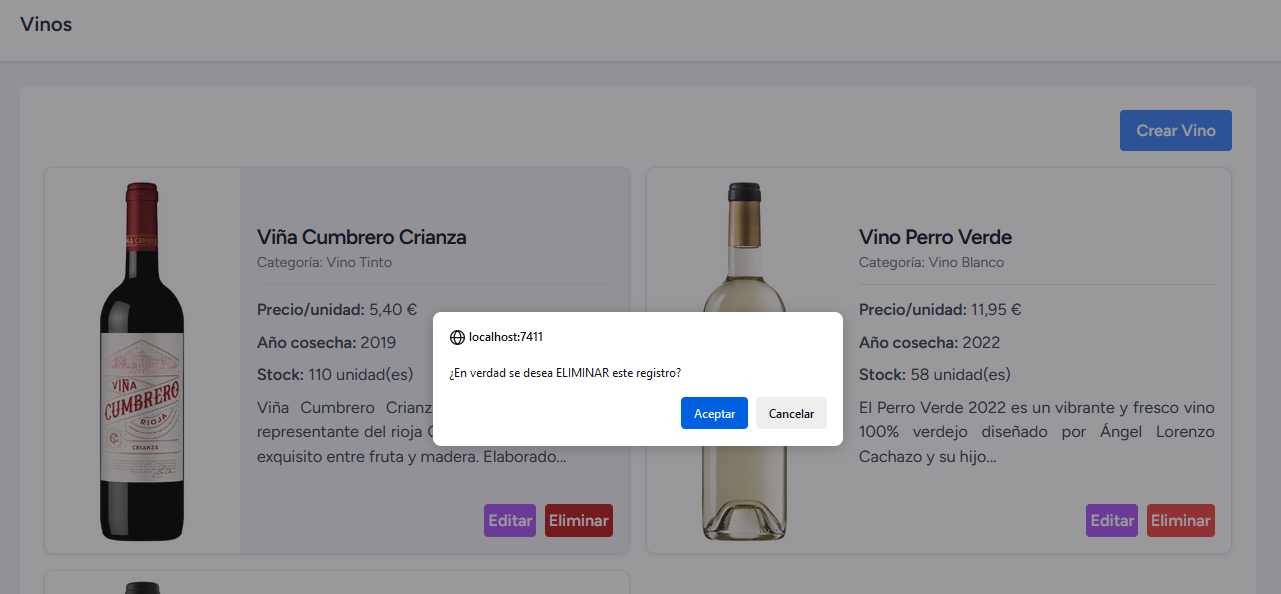 Vinos
Crear Vino
Viña Cumbrero Crianza
Categoría: Vino Tinto
Precio/unidad: 5,40 €
Año cosecha: 2019
Stock: 110 unidad(es)
Viña Cumbrero Crianz
representante del rioja
exquisito entre fruta y madera. Elaborado...
Editar Eliminar
VIÑA
CUMBRERO
RIOJA
CRIANZA
Vino Perro Verde
Categoría: Vino Blanco
Precio/unidad: 11,95 €
Año cosecha: 2022
Stock: 58 unidad(es)
El Perro Verde 2022 es un vibrante y fresco vino
100% verdejo diseñado por Ángel Lorenzo
Cachazo y su hijo...
Editar Eliminar
localhost:7411
¿En verdad se desea ELIMINAR este registro?
Aceptar Cancelar